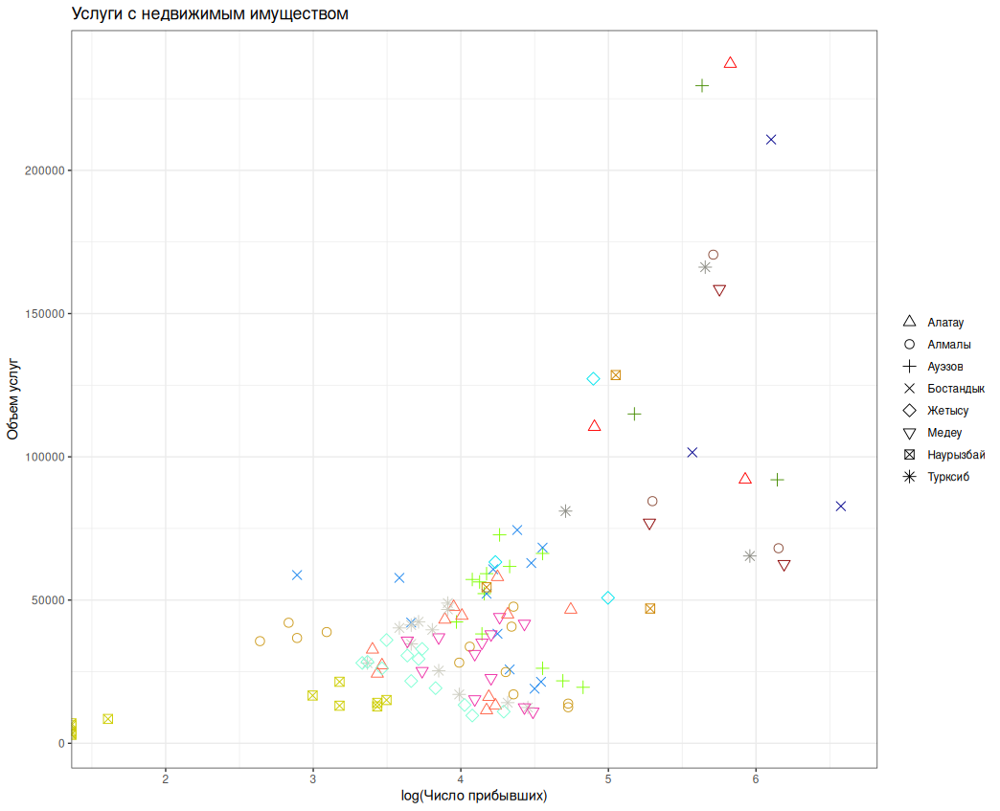 Услуги с недвижимым имуществом
Объем услуг
200000
150000
100000
50000
0
2 3 4 5 6
log(Число прибывших)
Алатау
Алмалы
Ауэзов
Бостандык
Жетысу
Медеу
Наурызбай
Турксиб